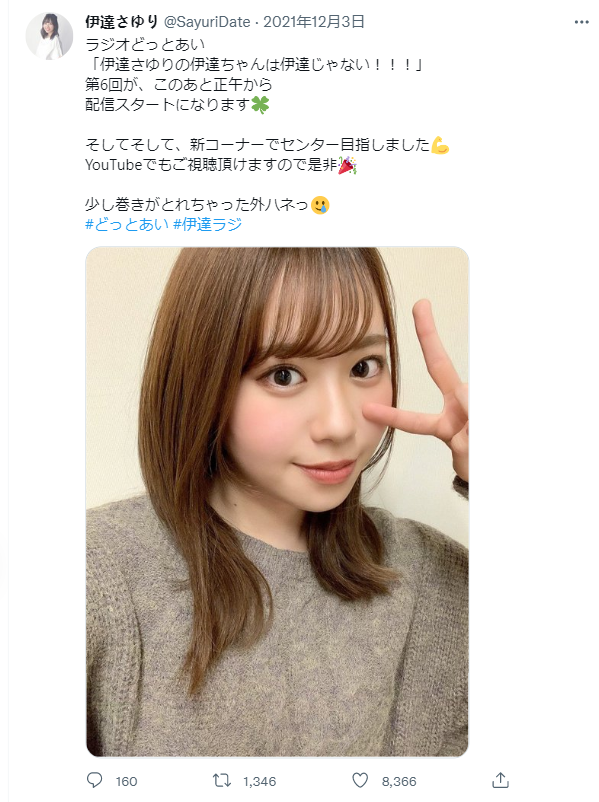 伊達さゆり @SayuriDate · 2021年12月3日
ラジオどっとあい
「伊達さゆりの伊達ちゃんは伊達じゃない！！！」
第6回が、このあと正午から
配信スタートになります🍀
そしてそして、新コーナーでセンター目指しました💪
YouTubeでもご視聴頂けますので是非🎉
少し巻きがとれちゃった外ハネっ🥲
#どっとあい #伊達ラジ
160 1,346 8,366